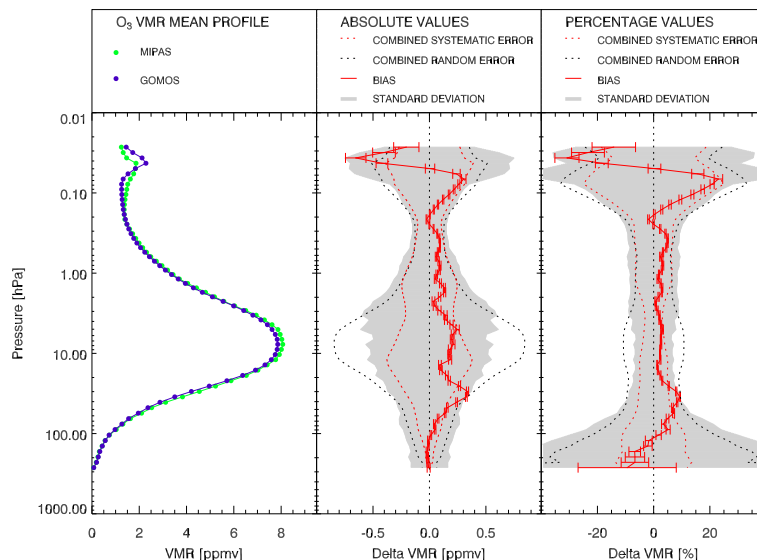 O3 VMR MEAN PROFILE
MIPAS
GOMOS
ABSOLUTE VALUES
COMBINED SYSTEMATIC ERROR
COMBINED RANDOM ERROR
BIAS
STANDARD DEVIATION
PERCENTAGE VALUES
COMBINED SYSTEMATIC ERROR
COMBINED RANDOM ERROR
BIAS
STANDARD DEVIATION
Pressure [hPa]
0.01
0.10
1.00
10.00
100.00
1000.00
0 2 4 6 8
VMR [ppmv]
-0.5 0.0 0.5
Delta VMR [ppmv]
-20 0 20
Delta VMR [%]